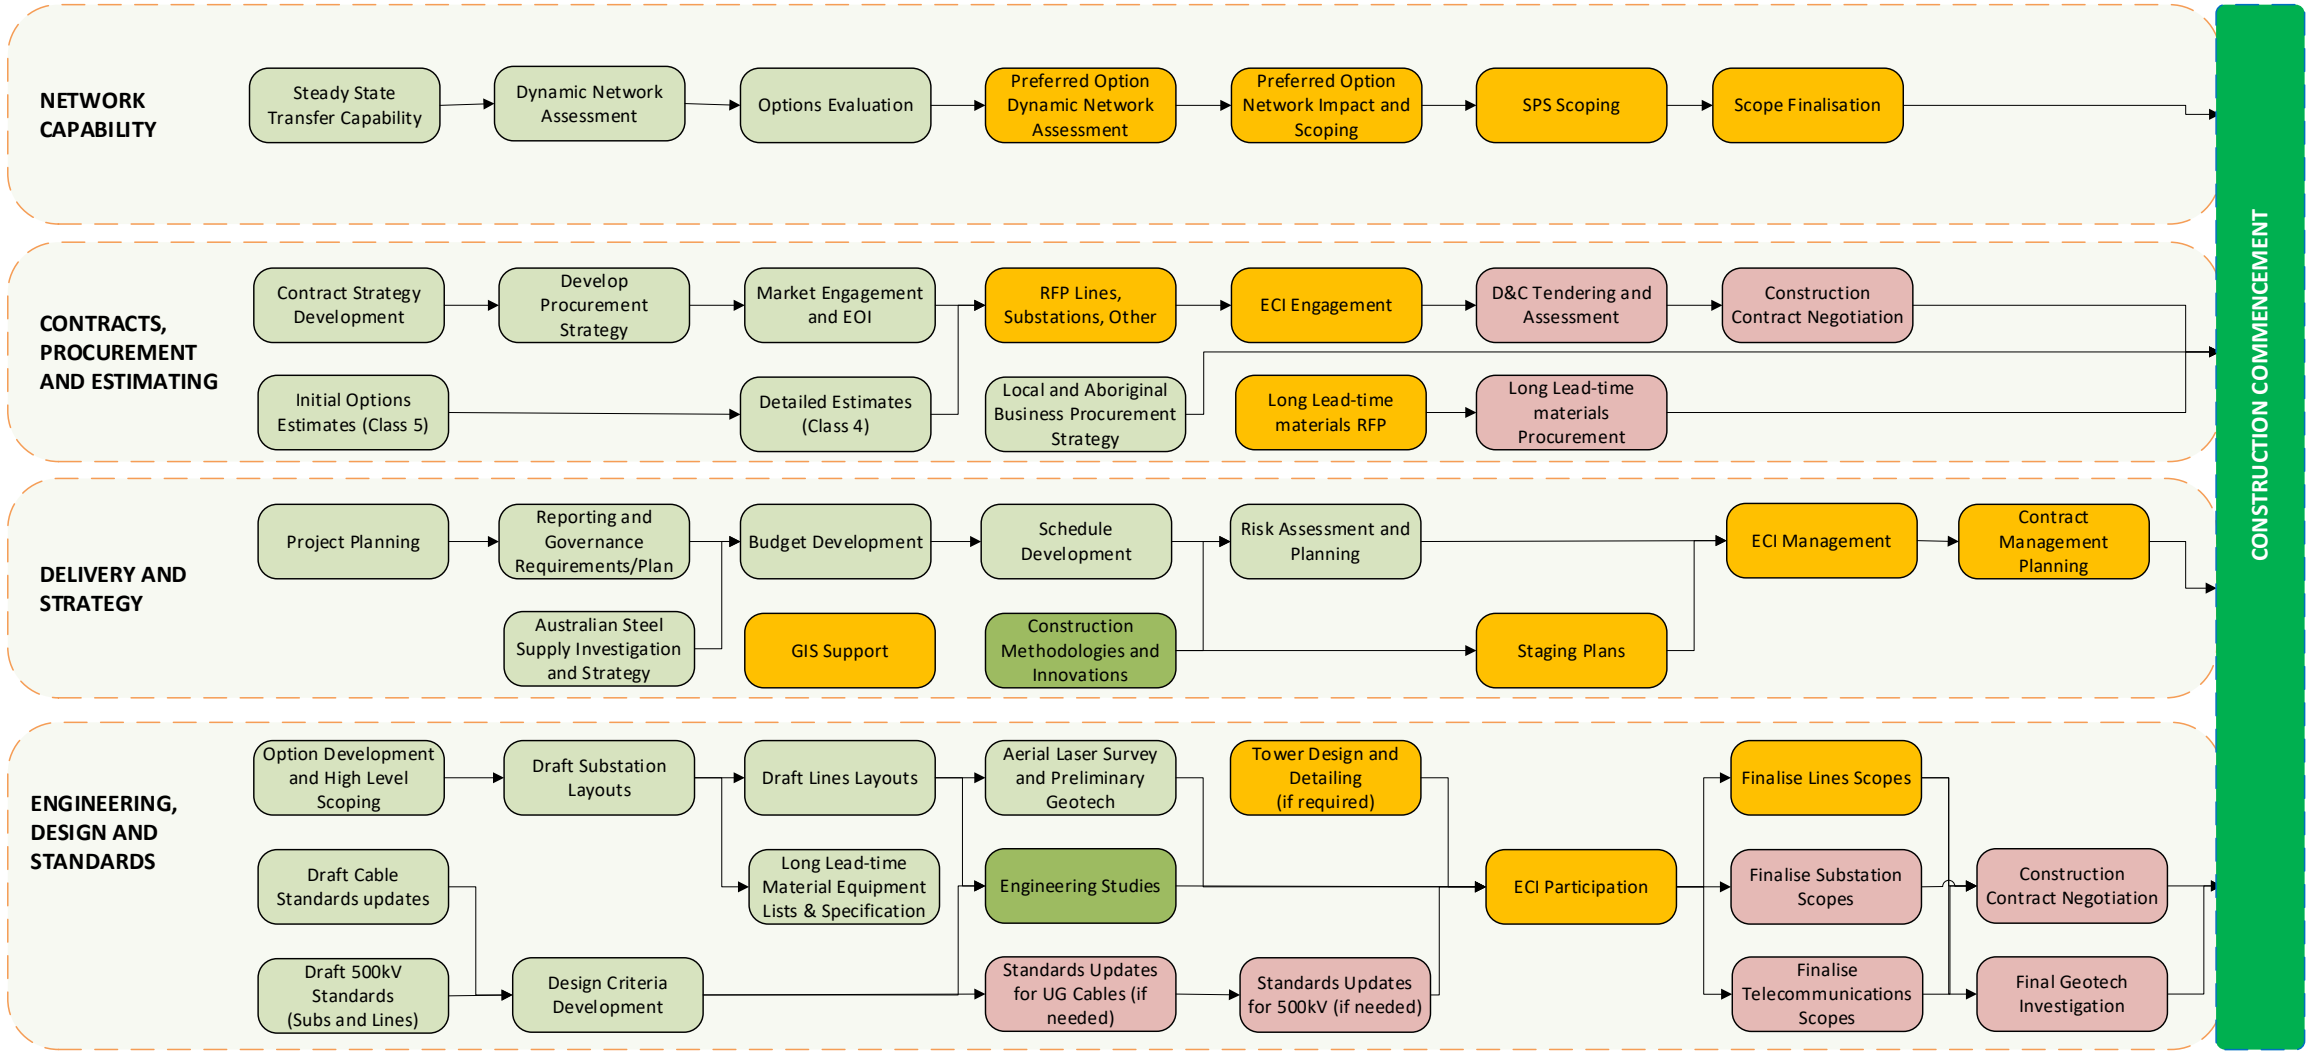 NETWORK
CAPABILITY
Steady State
Transfer Capability
Dynamic Network
Assessment
Options Evaluation
Preferred Option
Dynamic Network
Assessment
Preferred Option
Network Impact and
Scoping
SPS Scoping
Scope Finalisation
CONTRACTS,
PROCUREMENT
AND ESTIMATING
Contract Strategy
Development
Develop
Procurement
Strategy
Market Engagement
and EOI
RFP Lines,
Substations, Other
ECI Engagement
D&C Tendering and
Assessment
Construction
Contract Negotiation
Initial Options
Estimates (Class 5)
Detailed Estimates
(Class 4)
Local and Aboriginal
Business Procurement
Strategy
Long Lead-time
materials RFP
Long Lead-time
materials
Procurement
DELIVERY AND
STRATEGY
Project Planning
Reporting and
Governance
Requirements/Plan
Budget Development
Schedule
Development
Risk Assessment and
Planning
ECI Management
Contract
Management
Planning
Australian Steel
Supply Investigation
and Strategy
GIS Support
Construction
Methodologies and
Innovations
Staging Plans
ENGINEERING,
DESIGN AND
STANDARDS
Option Development
and High Level
Scoping
Draft Substation
Layouts
Draft Lines Layouts
Aerial Laser Survey
and Preliminary
Geotech
Tower Design and
Detailing
(if required)
Finalise Lines Scopes
Draft Cable
Standards updates
Long Lead-time
Material Equipment
Lists & Specification
Engineering Studies
ECI Participation
Finalise Substation
Scopes
Construction
Contract Negotiation
Draft 500kV
Standards
(Subs and Lines)
Design Criteria
Development
Standards Updates
for UG Cables (if
needed)
Standards Updates
for 500kV (if needed)
Finalise
Telecommunications
Scopes
Final Geotech
Investigation
CONSTRUCTION COMMENCEMENT